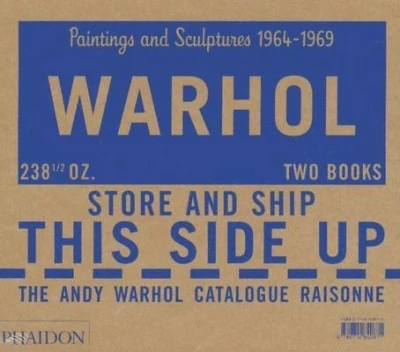 Paintings and Sculptures 1964-1969
WARHOL
238 1/2 OZ. TWO BOOKS
STORE AND SHIP
THIS SIDE UP
THE ANDY WARHOL CATALOGUE RAISONNE
PHAIDON